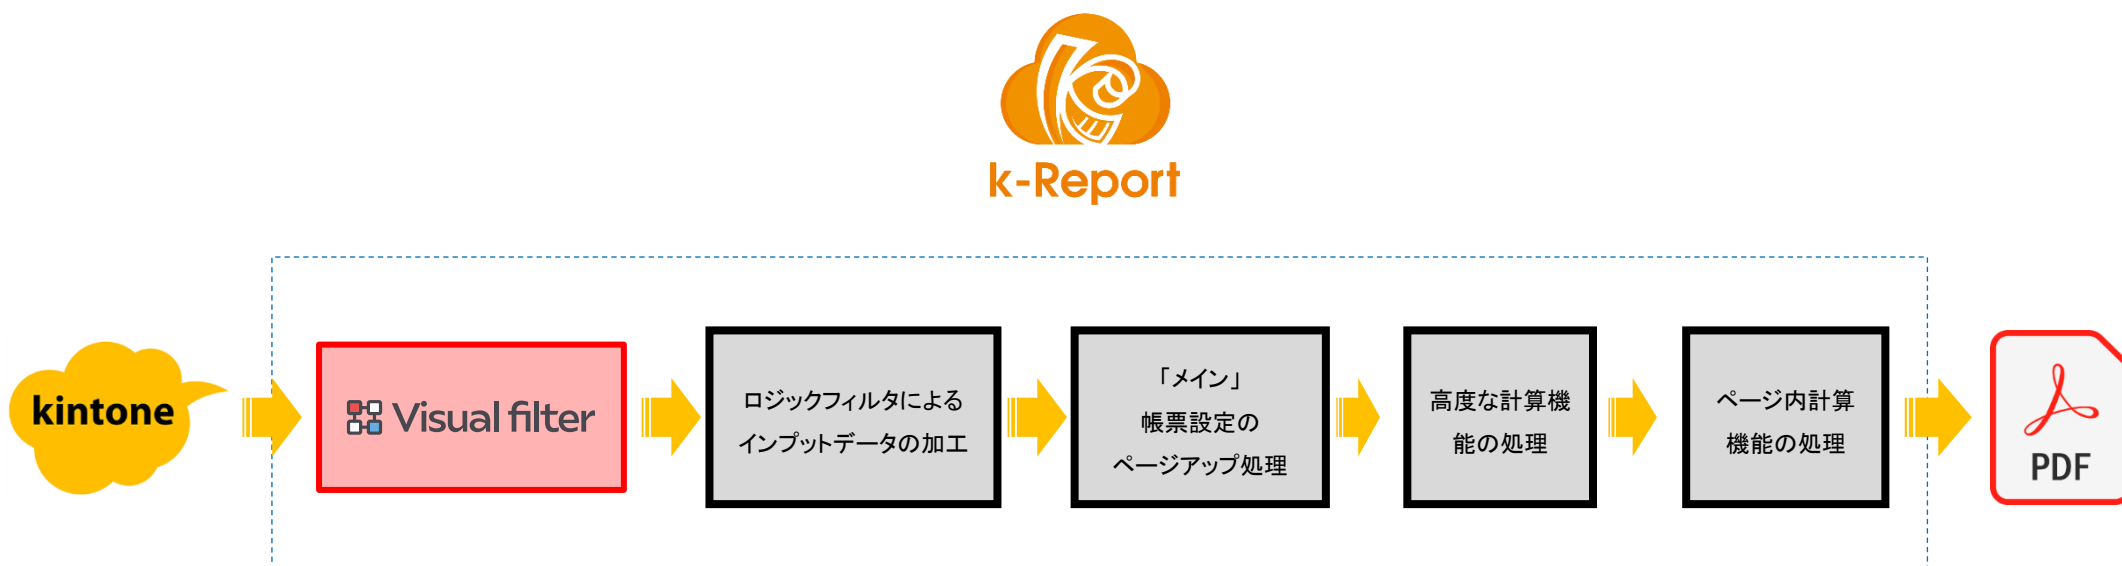 k-Report
kintone
Visual filter
ロジックフィルタによる
インプットデータの加工
「メイン」
帳票設定の
ページアップ処理
高度な計算機
能の処理
ページ内計算
機能の処理
PDF